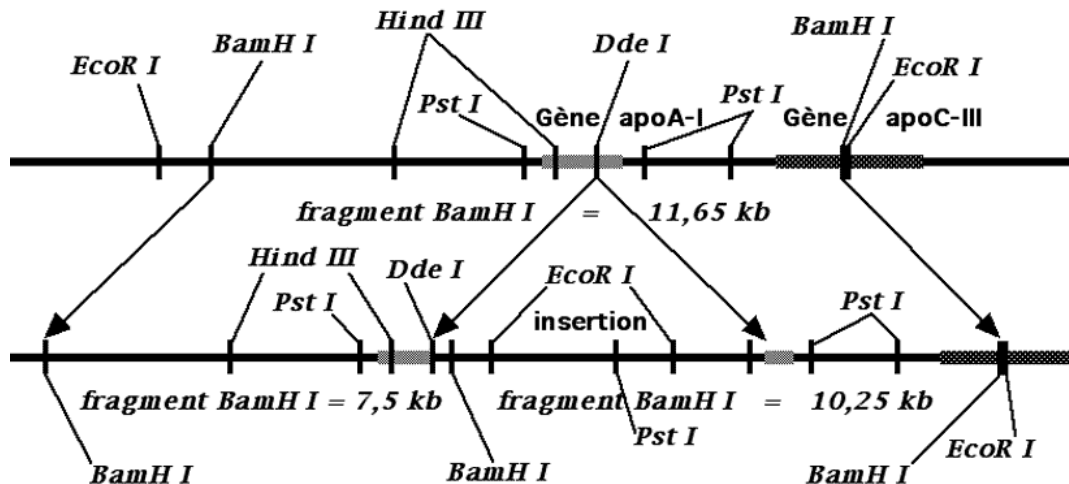 EcoR I
BamH I
Hind III
Dde I
BamH I
EcoR I
Pst I
Gène apoA-I
Pst I
Gène apoC-III
fragment BamH I = 11,65 kb
Hind III
Pst I
Dde I
EcoR I
insertion
Pst I
fragment BamH I = 7,5 kb
fragment BamH I = 10,25 kb
Pst I
BamH I
BamH I
BamH I
EcoR I